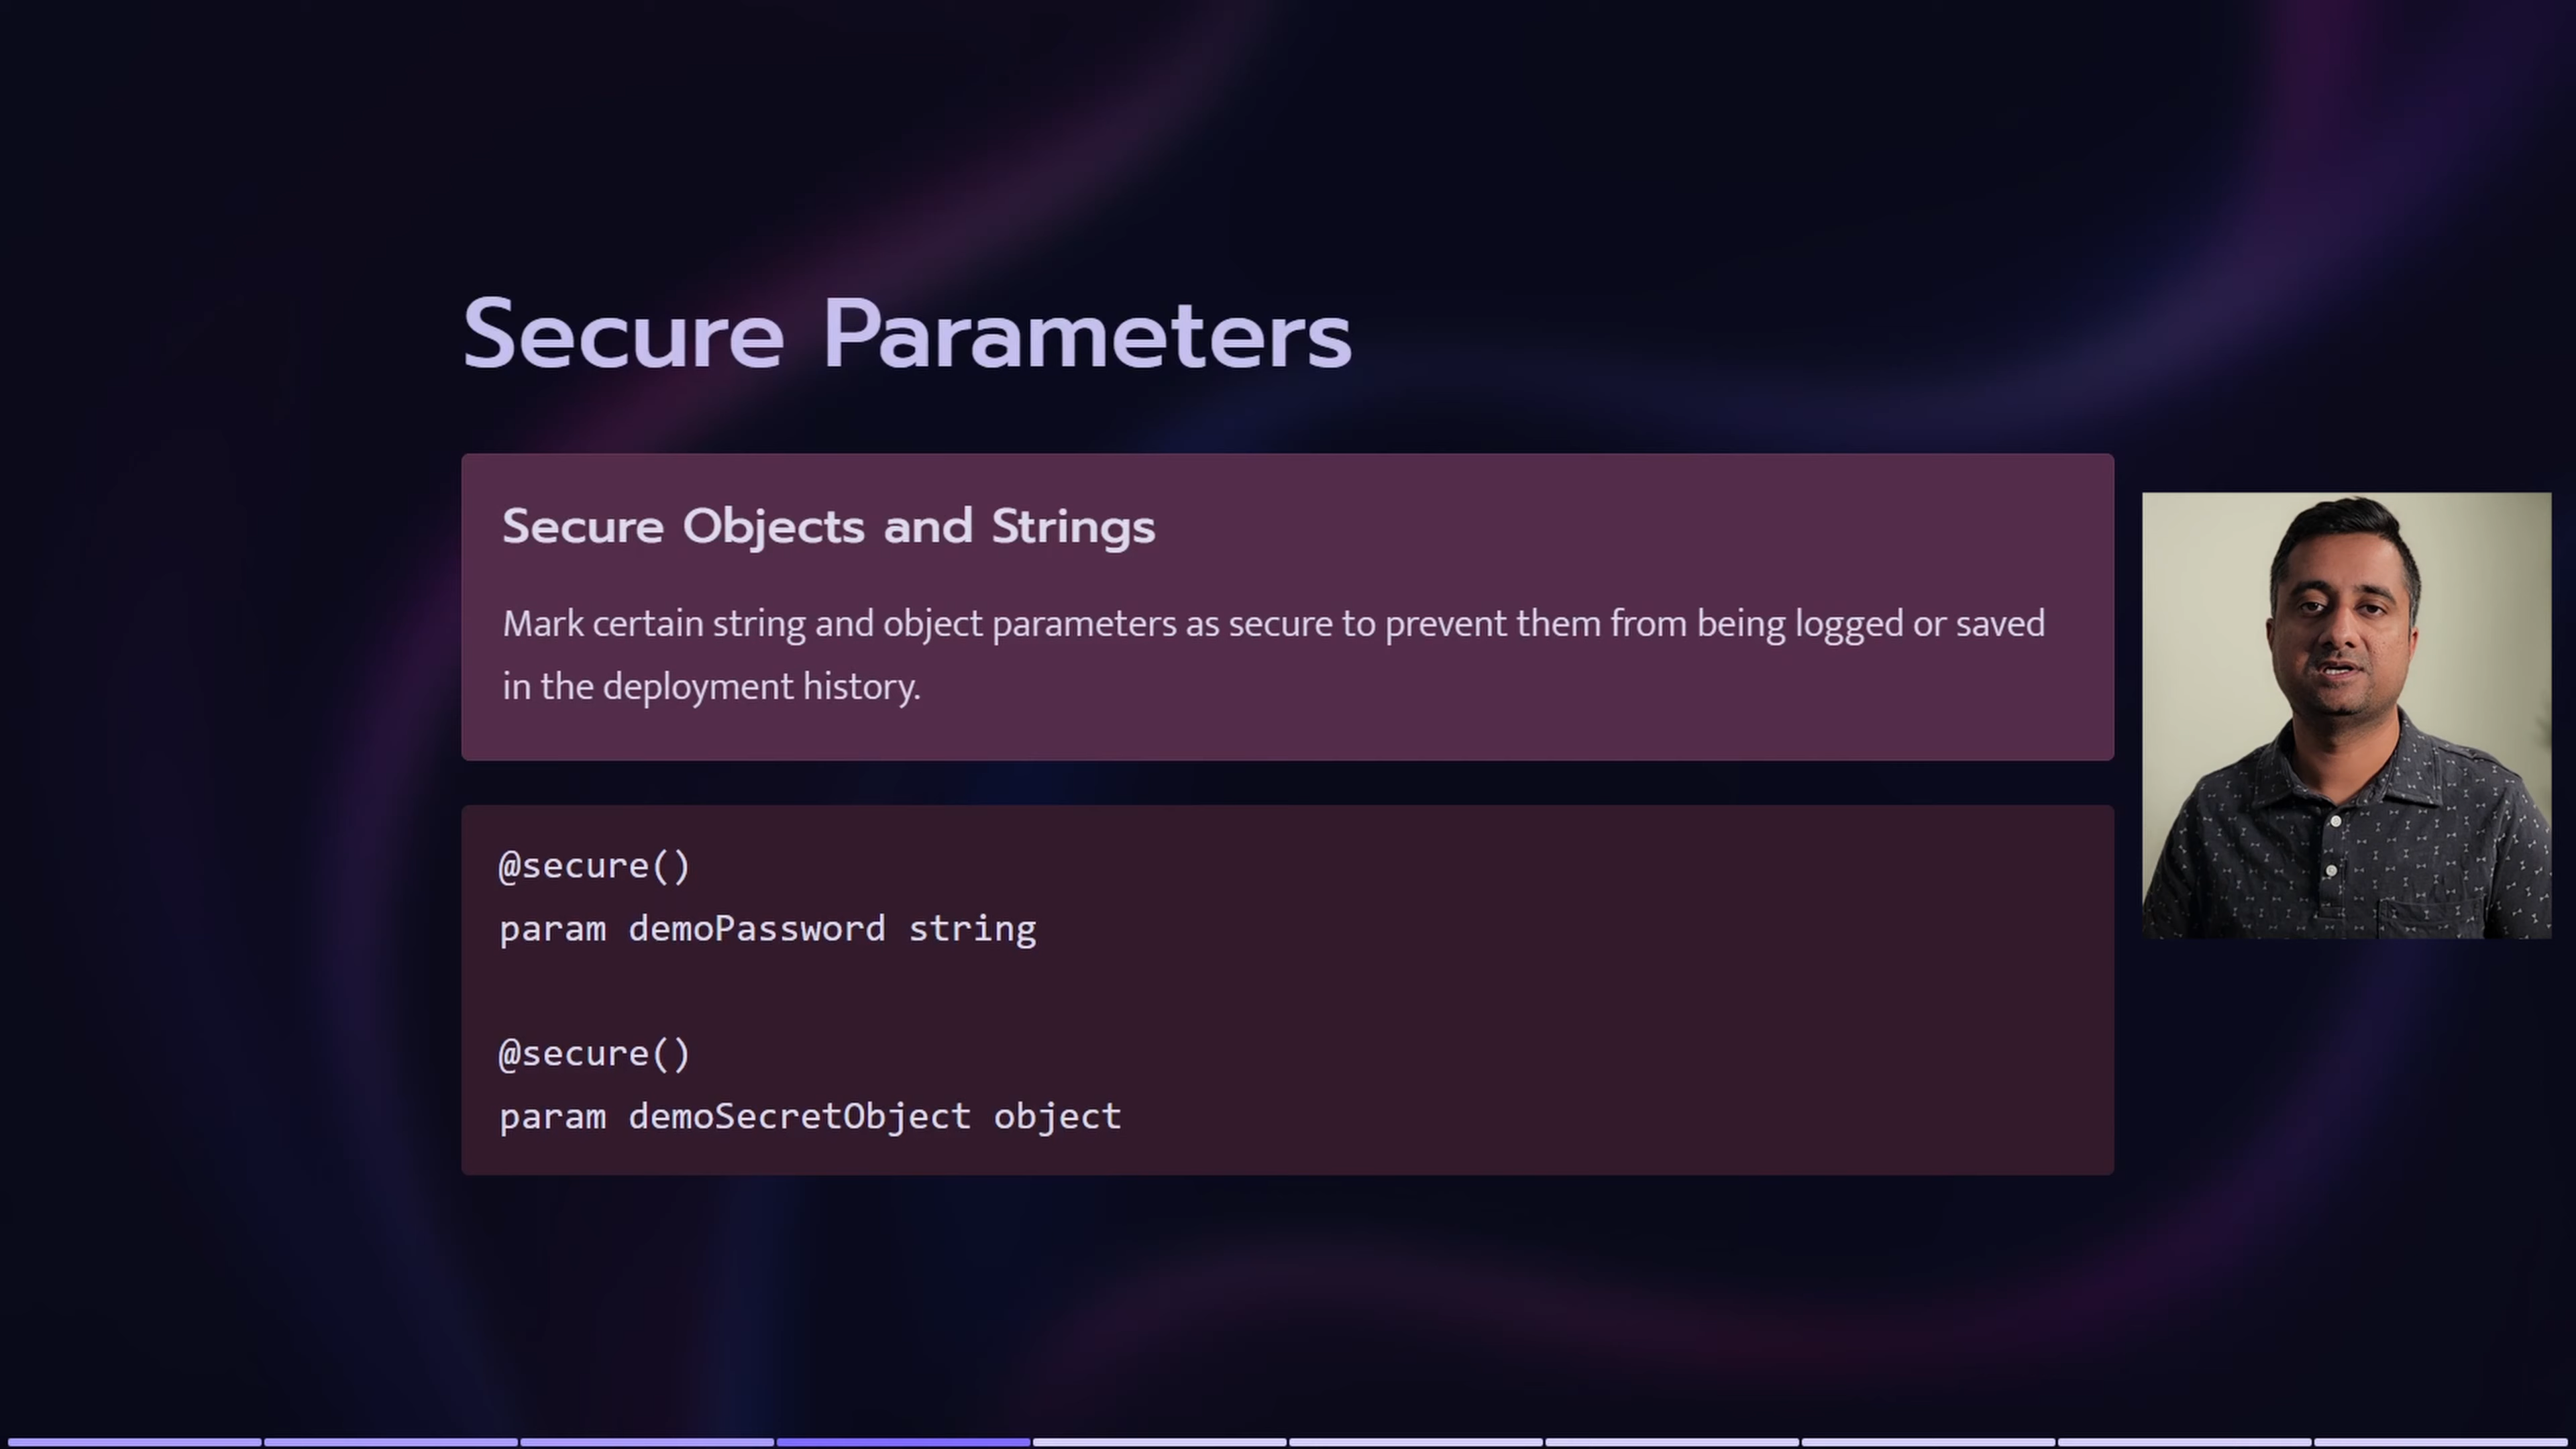 Secure Parameters
Secure Objects and Strings
Mark certain string and object parameters as secure to prevent them from being logged or saved
in the deployment history.
@secure()
param demoPassword string
@secure()
param demoSecretObject object